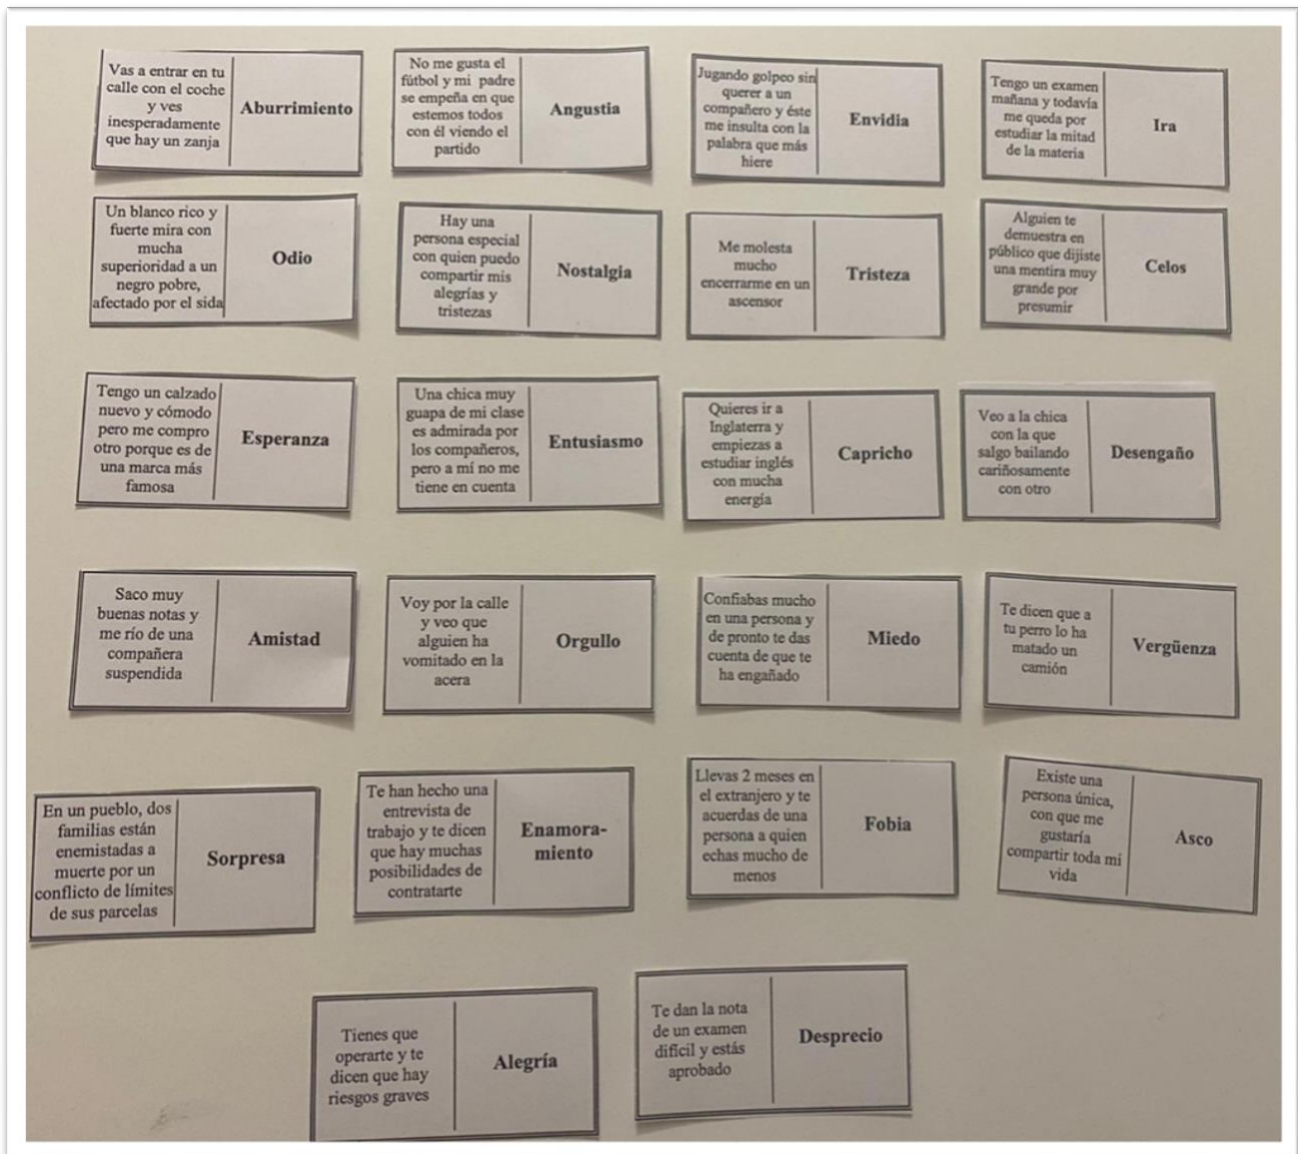 Vas a entrar en tu
calle con el coche
y ves
inesperadamente
que hay un zanja
Aburrimiento
No me gusta el
fútbol y mi padre
se empeña en que
estemos todos
con él viendo el
partido
Angustia
Jugando golpeo sin
querer a un
compañero y éste
me insulta con la
palabra que más
hiere
Envidia
Tengo un examen
mañana y todavía
me queda por
estudiar la mitad
de la materia
Ira
Un blanco rico y
fuerte mira con
mucha
superioridad a un
negro pobre,
afectado por el sida
Odio
Hay una
persona especial
con quien puedo
compartir mis
alegrías y
tristezas
Nostalgia
Me molesta
mucho
encerrarme en un
ascensor
Tristeza
Alguien te
demuestra en
público que dijiste
una mentira muy
grande por
presumir
Celos
Tengo un calzado
nuevo y cómodo
pero me compro
otro porque es de
una marca más
famosa
Esperanza
Una chica muy
guapa de mi clase
es admirada por
los compañeros,
pero a mí no me
tiene en cuenta
Entusiasmo
Quieres ir a
Inglaterra y
empiezas a
estudiar inglés
con mucha
energía
Capricho
Veo a la chica
con la que
salgo bailando
cariñosamente
con otro
Desengaño
Saco muy
buenas notas y
me río de una
compañera
suspendida
Amistad
Voy por la calle
y veo que
alguien ha
vomitado en la
acera
Orgullo
Confiabas mucho
en una persona y
de pronto te das
cuenta de que te
ha engañado
Miedo
Te dicen que a
tu perro lo ha
matado un
camión
Vergüenza
En un pueblo, dos
familias están
enemistadas a
muerte por un
conflicto de límites
de sus parcelas
Sorpresa
Te han hecho una
entrevista de
trabajo y te dicen
que hay muchas
posibilidades de
contratarte
Enamora-
miento
Llevas 2 meses en
el extranjero y te
acuerdas de una
persona a quien
echas mucho de
menos
Fobia
Existe una
persona única,
con que me
gustaría
compartir toda mi
vida
Asco
Tienes que
operarte y te
dicen que hay
riesgos graves
Alegría
Te dan la nota
de un examen
difícil y estás
aprobado
Desprecio